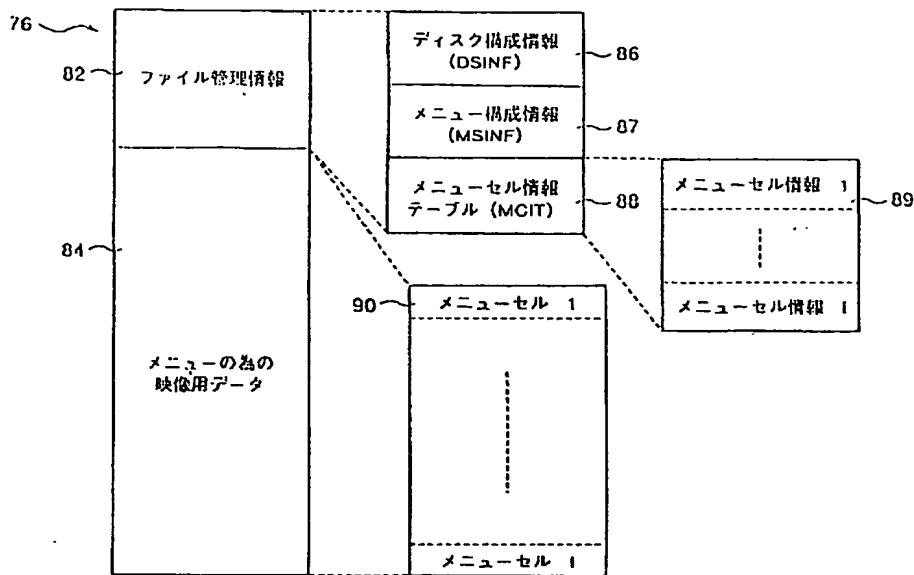 76
82
ファイル管理情報
84
メニューの為の
映像用データ
ディスク構成情報
(DSINF)
86
メニュー構成情報
(MSINF)
87
メニューセル情報
テーブル (MCIT)
88
メニューセル情報 1
89
メニューセル情報 i
90
メニューセル 1
メニューセル i